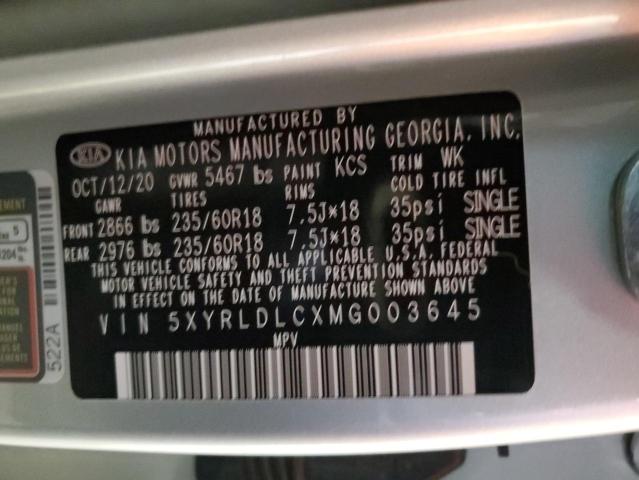 MANUFACTURED BY
KIA KIA MOTORS MANUFACTURING GEORGIA, INC.
OCT/12/20 GVWR 5467 lbs PAINT KCS TRIM WK
GAWR TIRES RIMS COLD TIRE INFL
FRONT 2866 lbs 235/60R18 7.5J×18 35psi SINGLE
REAR 2976 lbs 235/60R18 7.5J×18 35psi SINGLE
THIS VEHICLE CONFORMS TO ALL APPLICABLE U.S.A. FEDERAL
MOTOR VEHICLE SAFETY AND THEFT PREVENTION STANDARDS
IN EFFECT ON THE DATE OF MANUFACTURE SHOWN ABOVE
VIN 5XYRLDLCXMG003645
MPV
522A